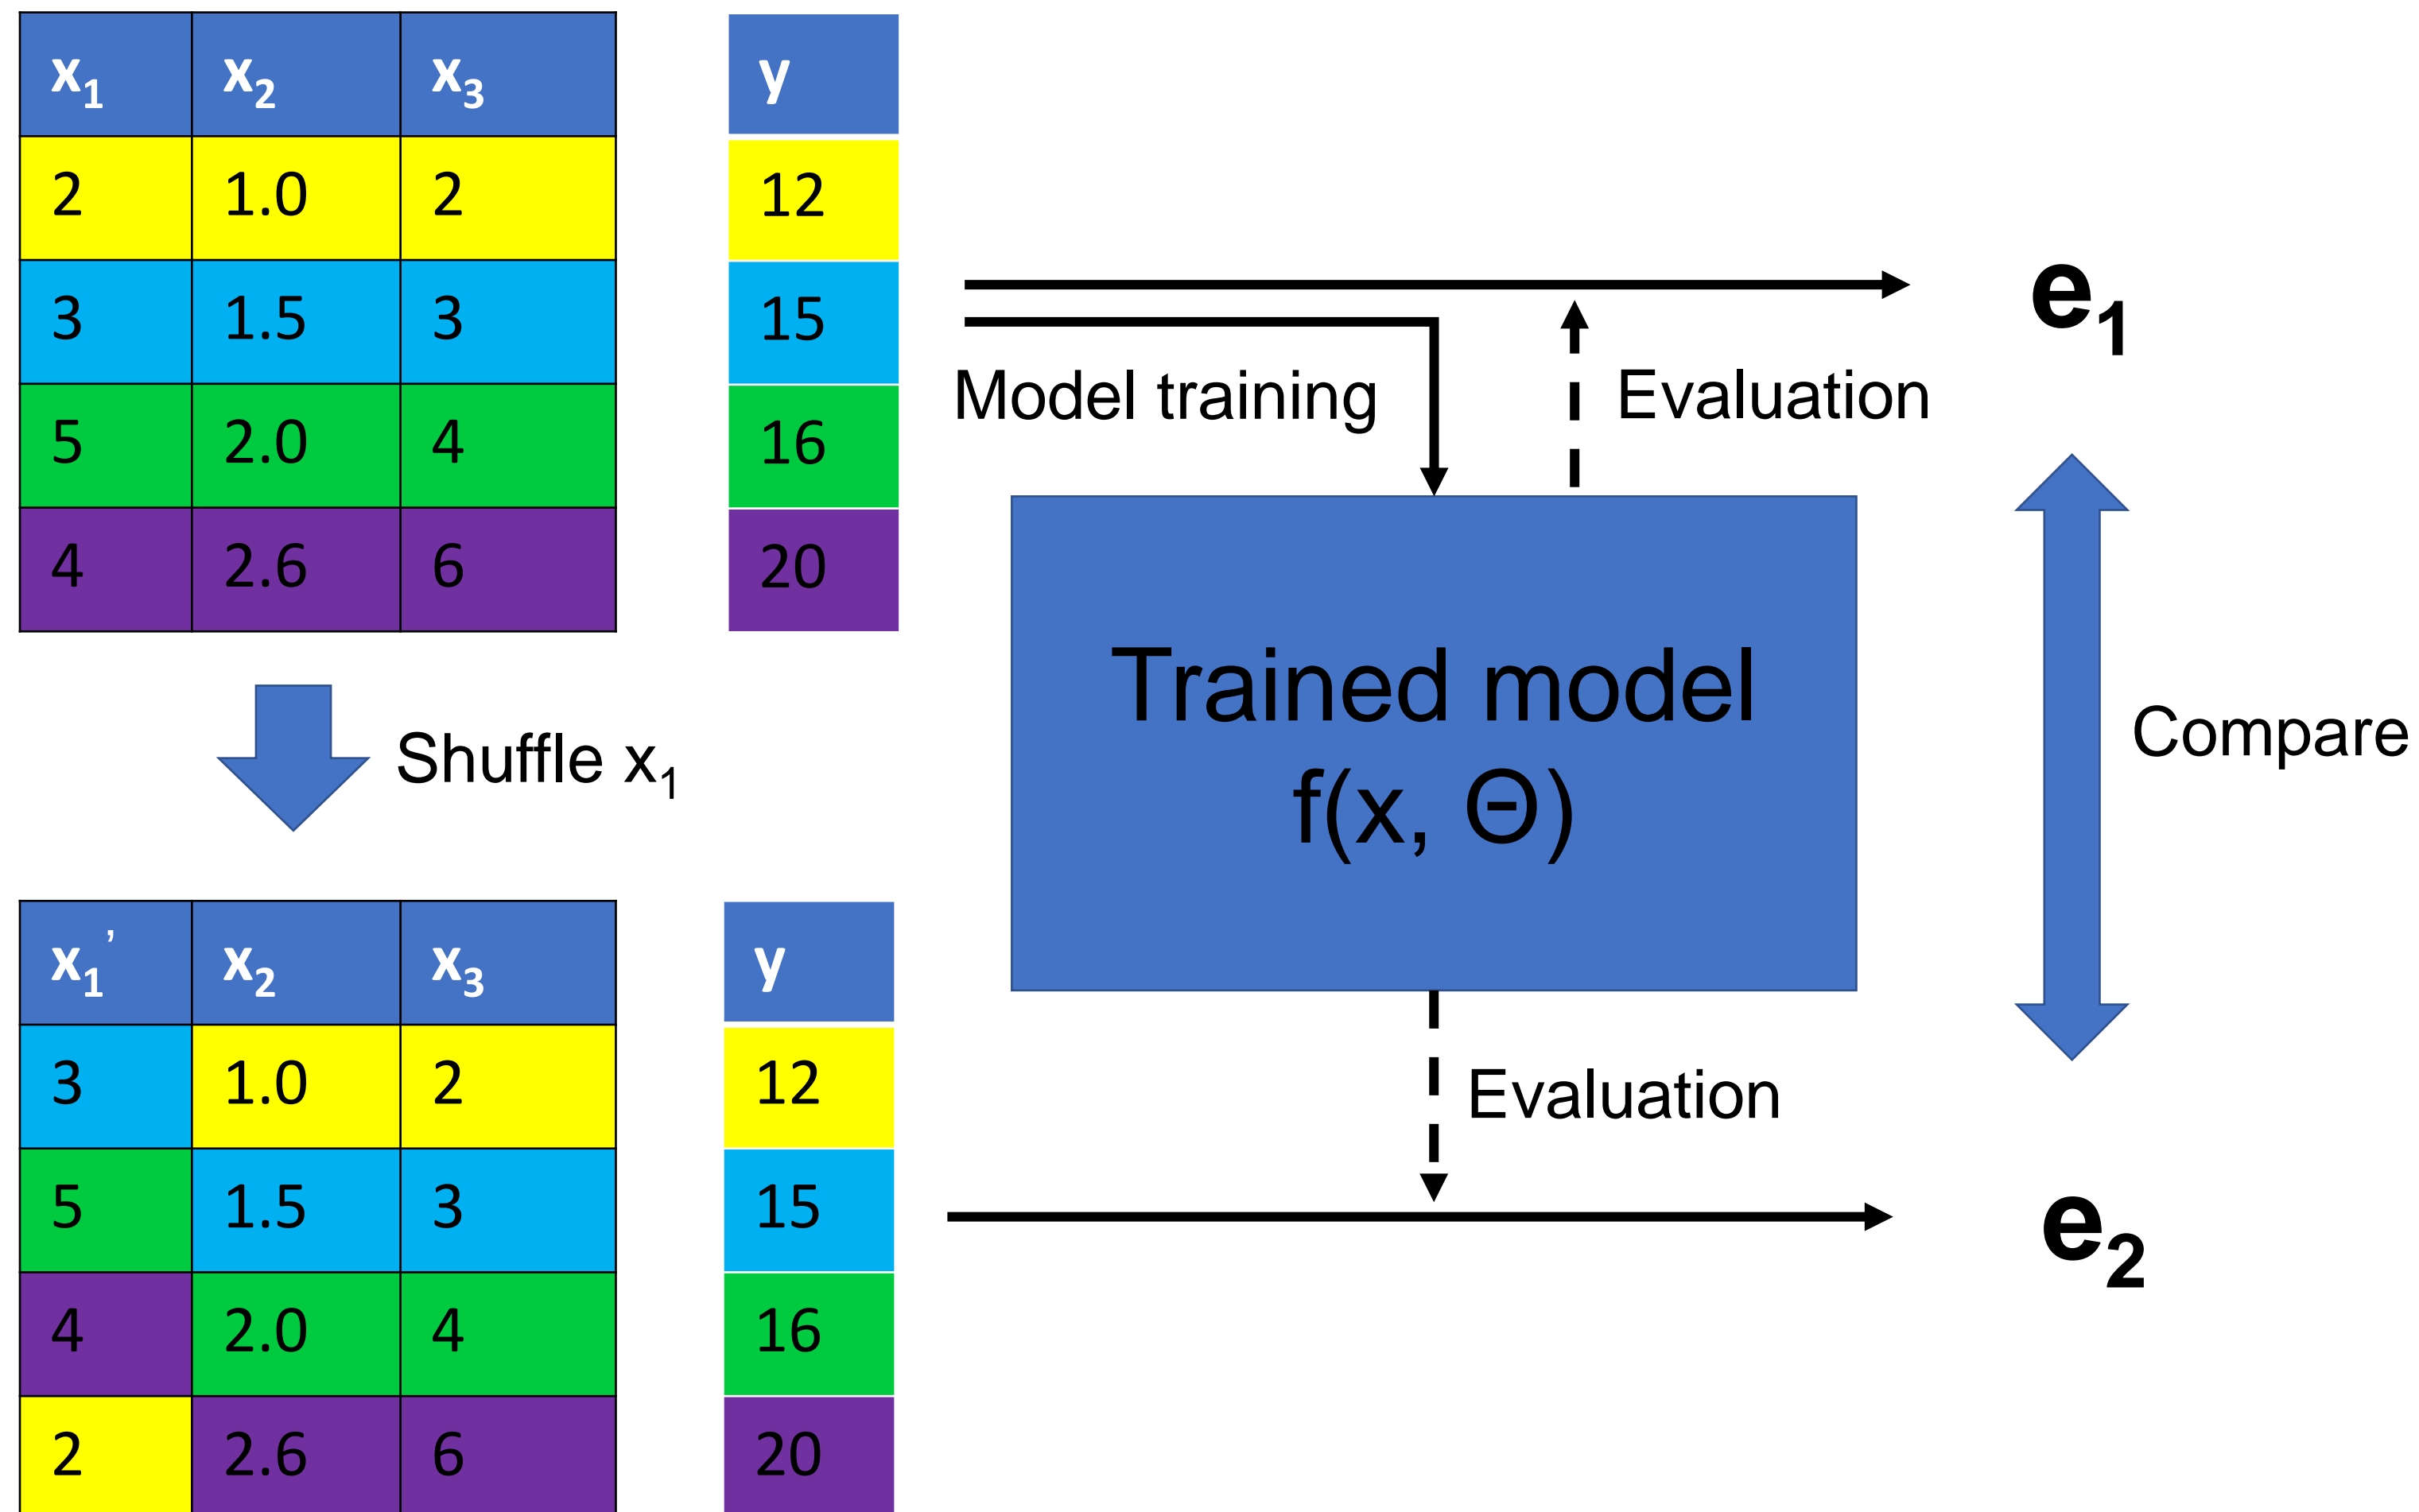 x₁ x₂ x₃ y
2 1.0 2 12
3 1.5 3 15
5 2.0 4 16
4 2.6 6 20
Model training
Evaluation
e₁
Trained model
f(x, Θ)
Shuffle x₁
Compare
x₁’ x₂ x₃ y
3 1.0 2 12
5 1.5 3 15
4 2.0 4 16
2 2.6 6 20
Evaluation
e₂